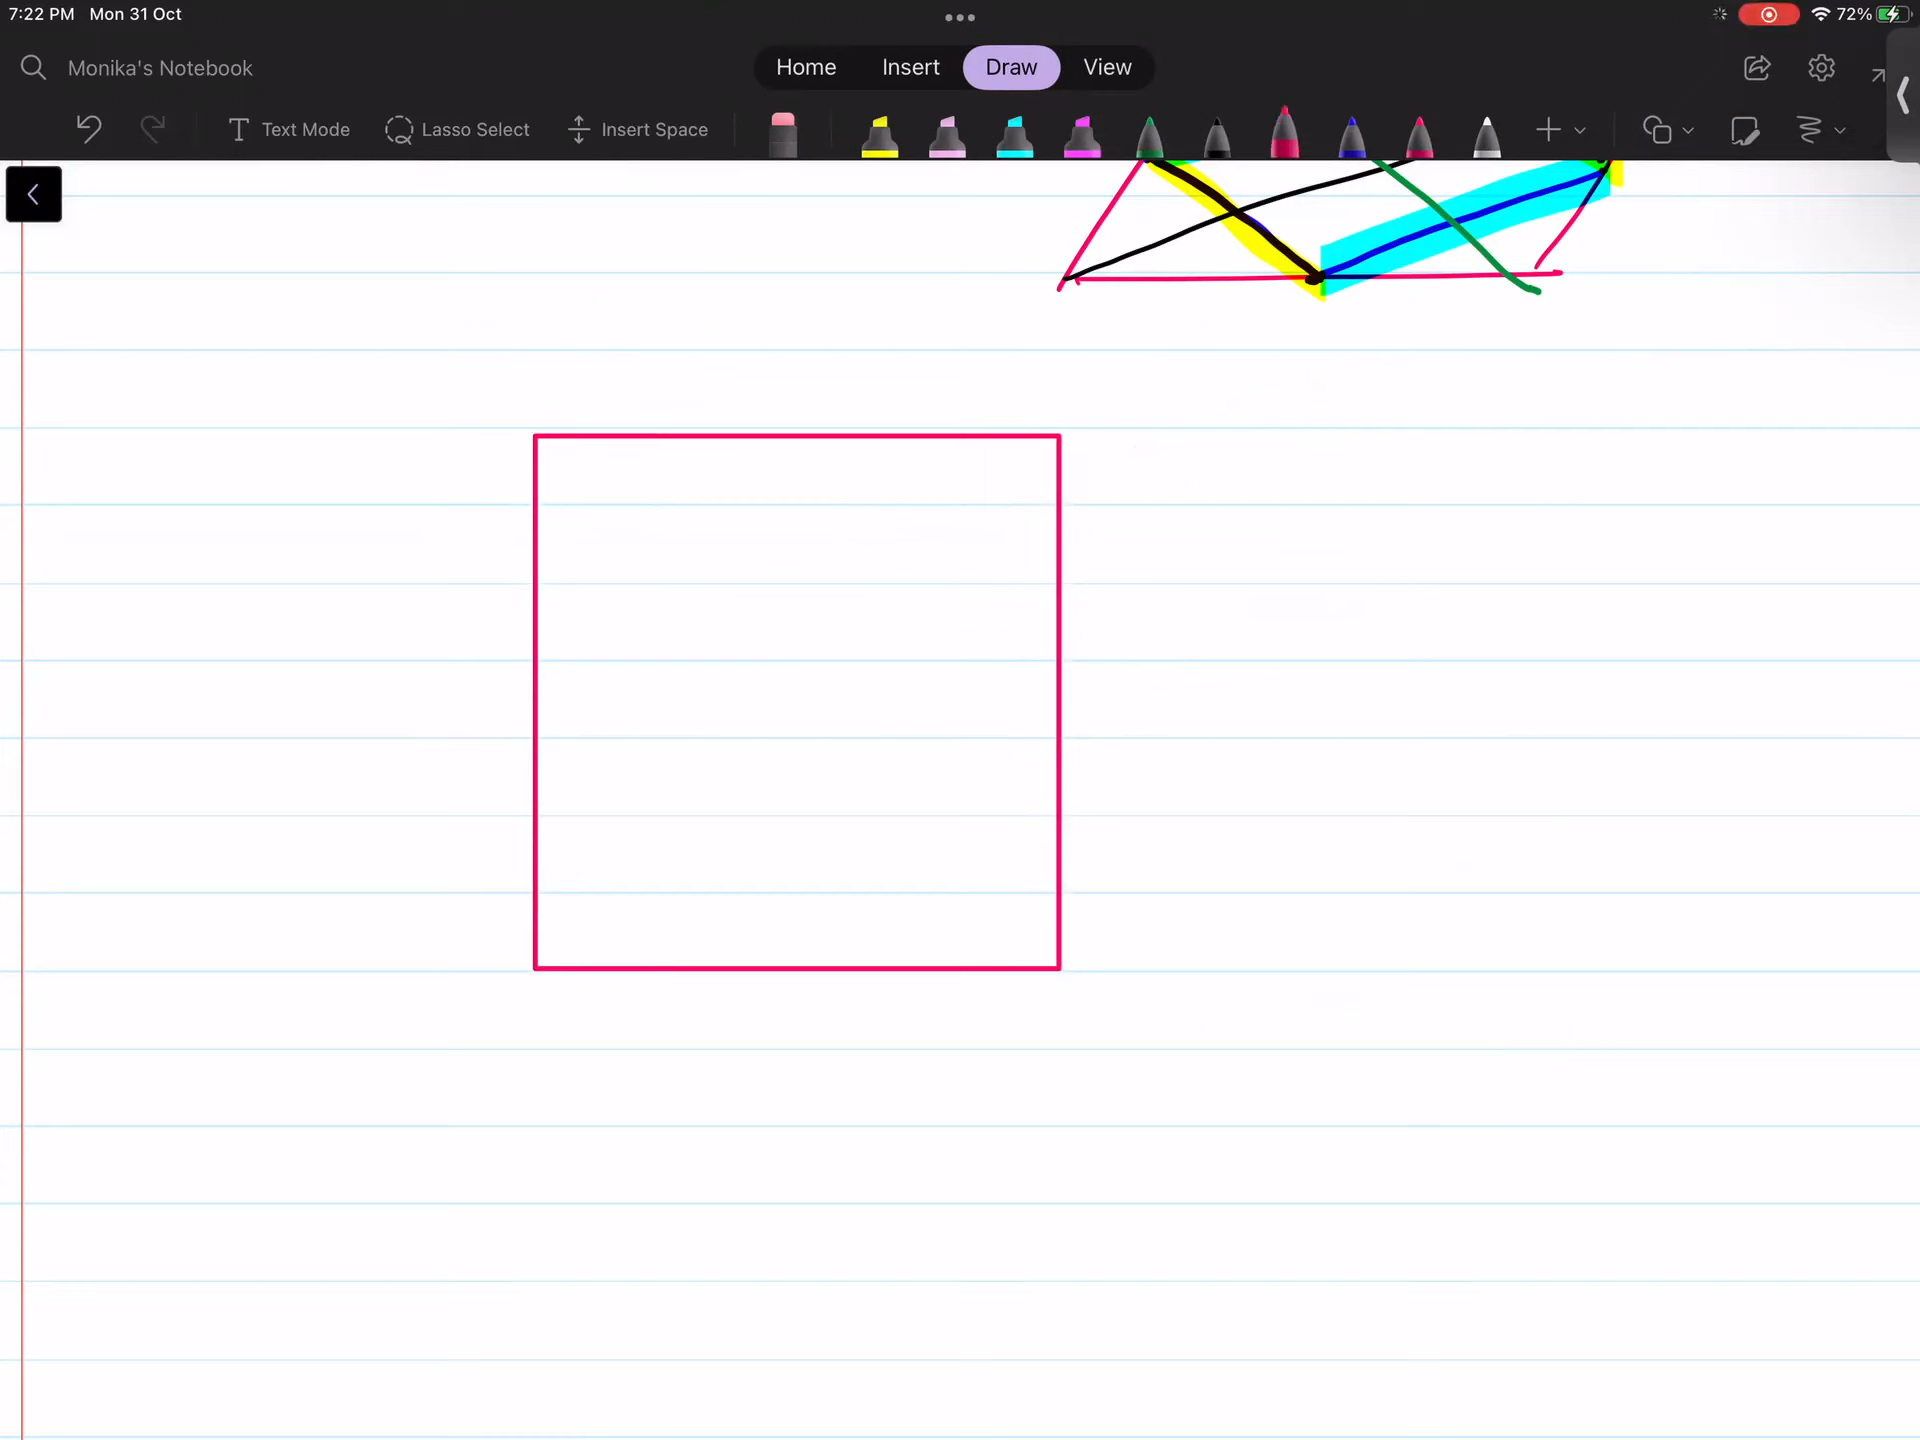 7:22 PM Mon 31 Oct
72%
Monika's Notebook
Home Insert Draw View
Text Mode Lasso Select Insert Space